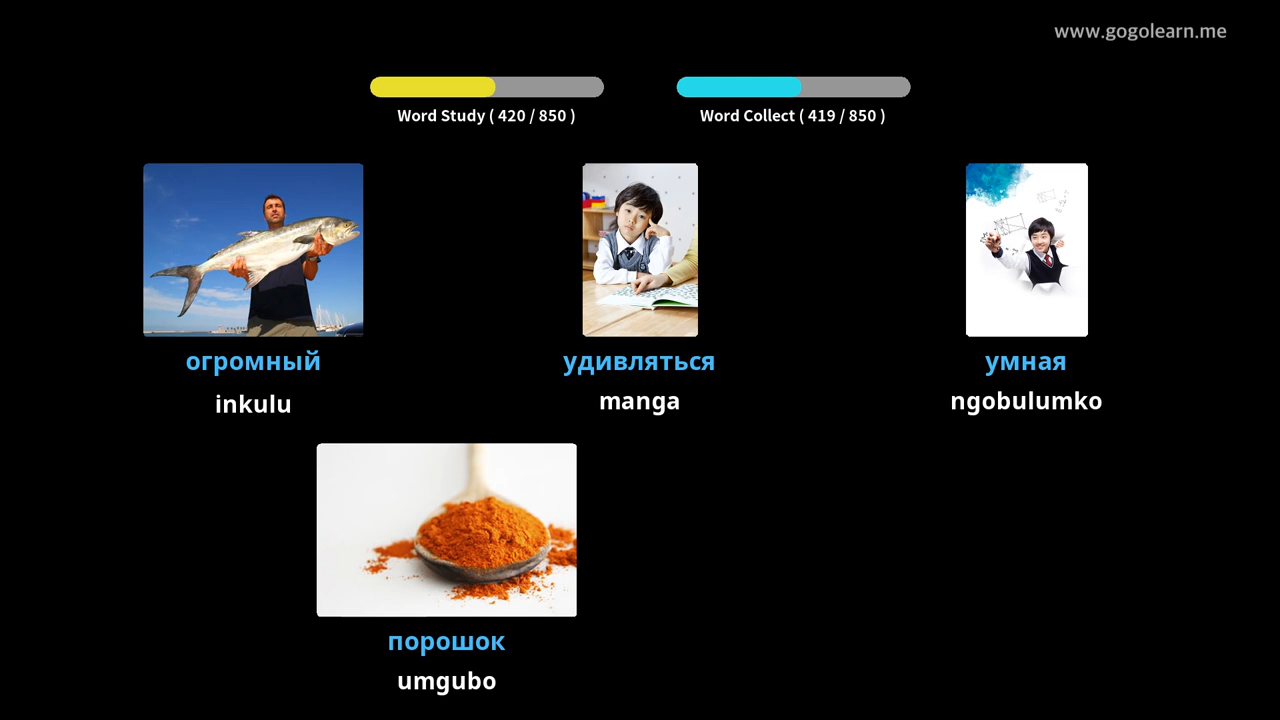 www.gogolearn.me
Word Study ( 420 / 850 )
Word Collect ( 419 / 850 )
огромный
inkulu
удивляться
manga
умная
ngobulumko
порошок
umgubo